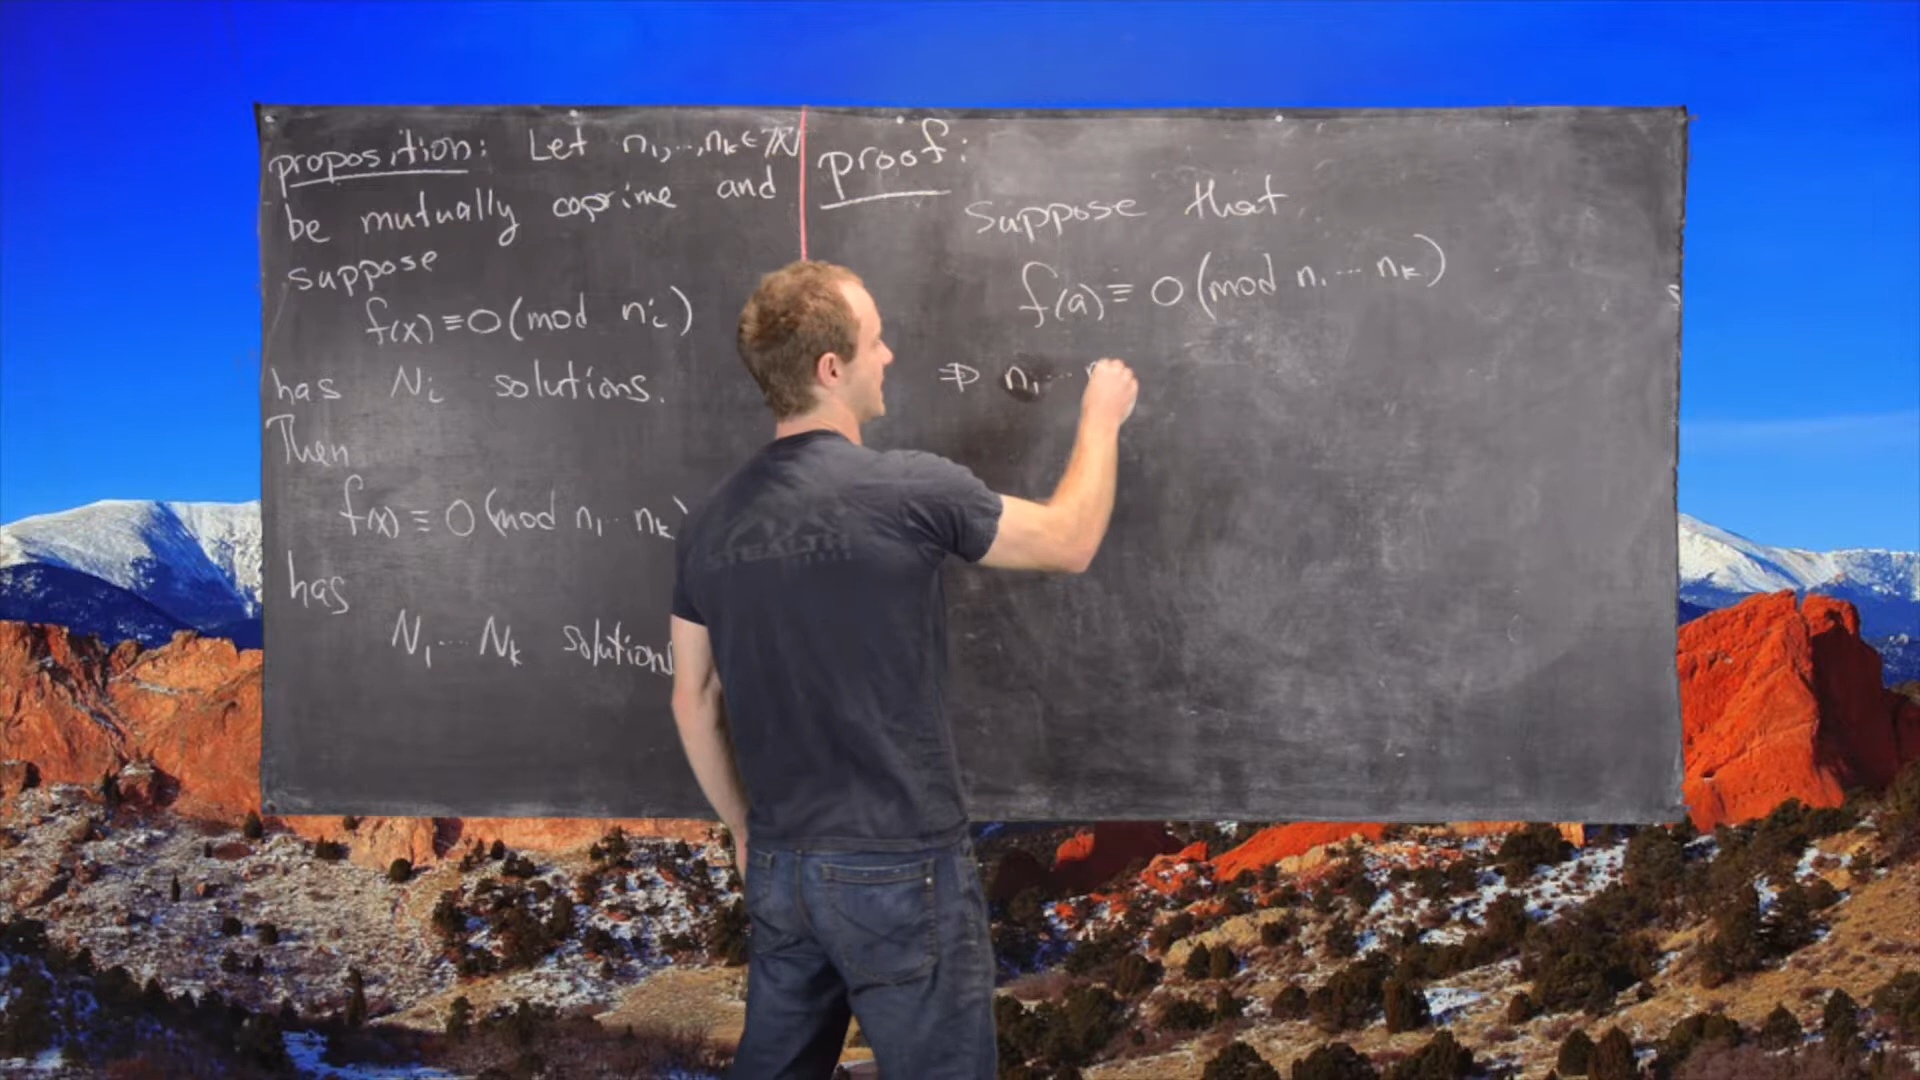 proposition: Let n₁,...,nₖ ∈ ℕ
be mutually coprime and
suppose
f(x) ≡ 0 (mod nᵢ)
has Nᵢ solutions.
Then
f(x) ≡ 0 (mod n₁ ... nₖ)
has
N₁ ... Nₖ solutions
proof:
Suppose that
f(a) ≡ 0 (mod n₁ ... nₖ)
⇒ n₁ ...
STEALTH